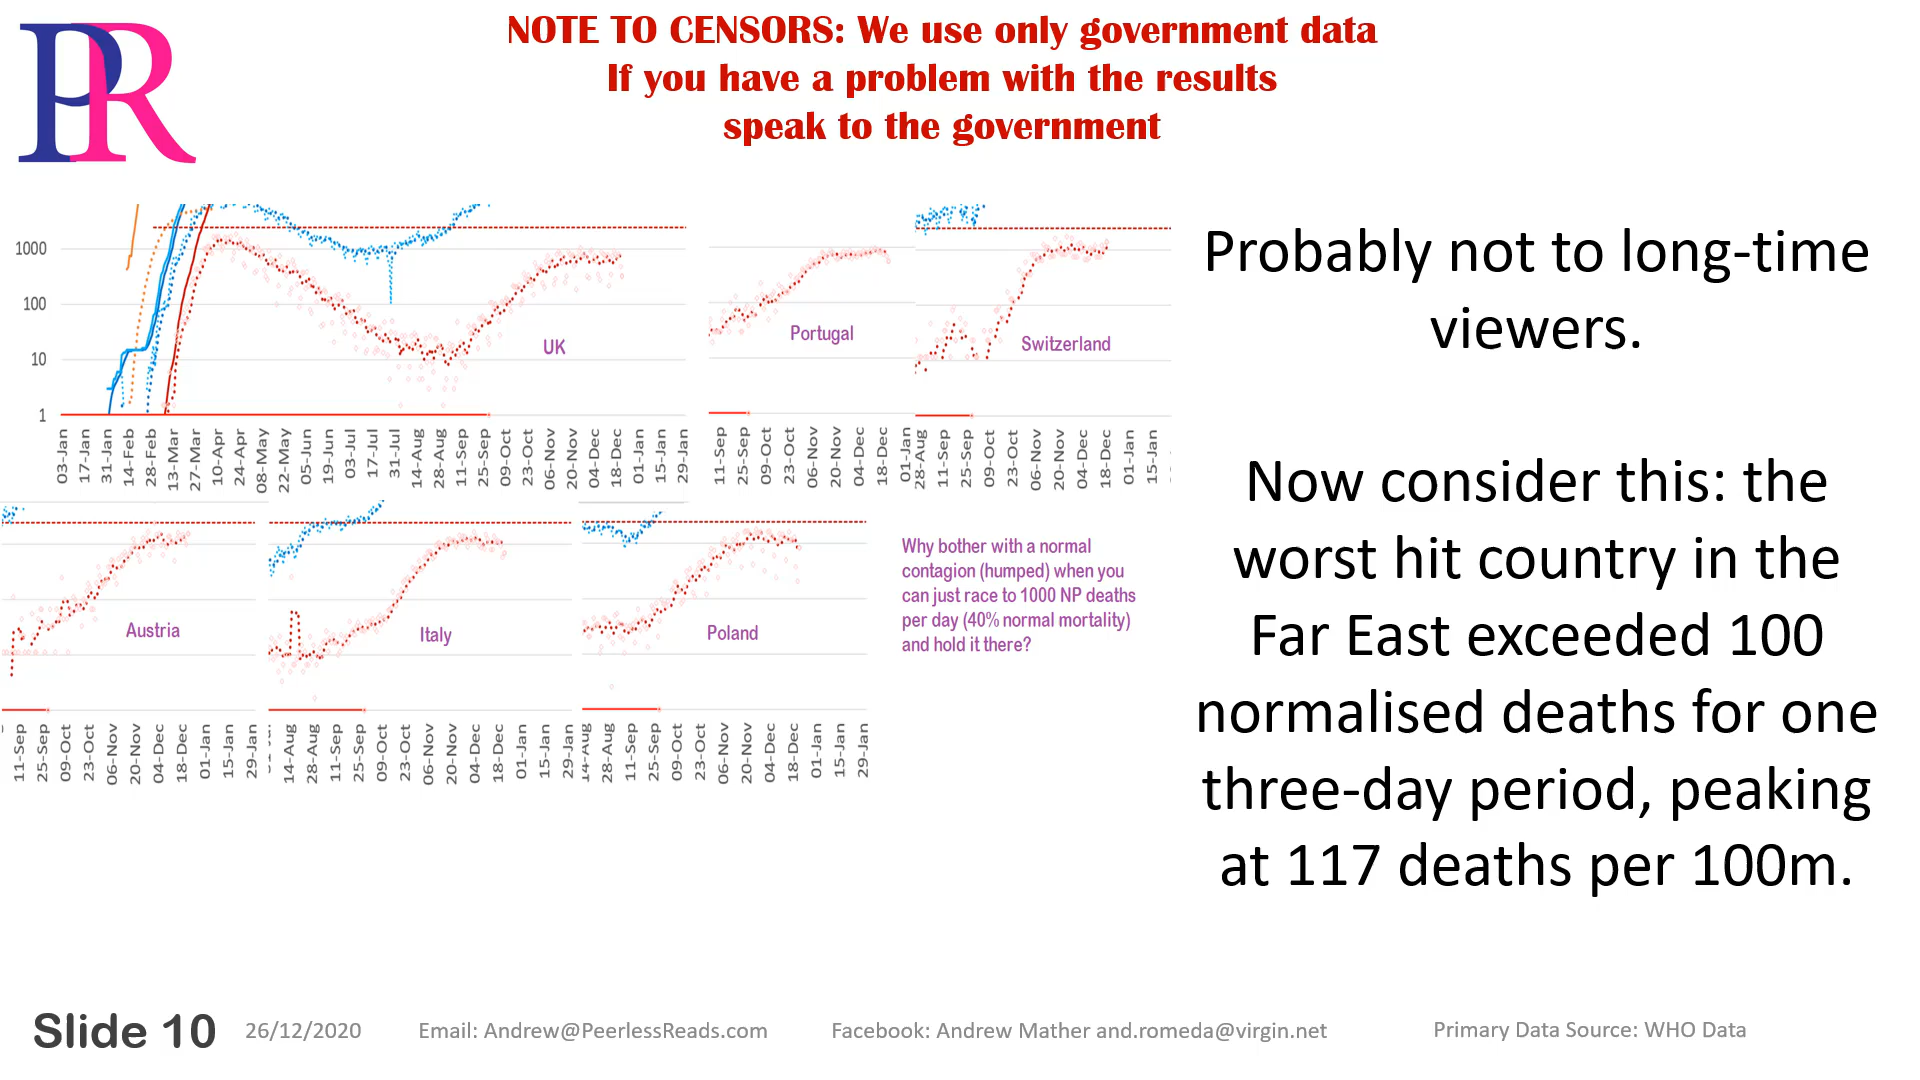 PR
NOTE TO CENSORS: We use only government data
If you have a problem with the results
speak to the government
1000
100
10
1
UK
03-Jan
17-Jan
31-Jan
14-Feb
28-Feb
13-Mar
27-Mar
10-Apr
24-Apr
08-May
22-May
05-Jun
19-Jun
03-Jul
17-Jul
31-Jul
14-Aug
28-Aug
11-Sep
25-Sep
09-Oct
23-Oct
06-Nov
20-Nov
04-Dec
18-Dec
01-Jan
15-Jan
29-Jan
Portugal
11-Sep
25-Sep
09-Oct
23-Oct
06-Nov
20-Nov
04-Dec
18-Dec
01-Jan
Switzerland
28-Aug
11-Sep
25-Sep
09-Oct
23-Oct
06-Nov
20-Nov
04-Dec
18-Dec
01-Jan
15-Jan
Austria
11-Sep
25-Sep
09-Oct
23-Oct
06-Nov
20-Nov
04-Dec
18-Dec
01-Jan
15-Jan
29-Jan
Italy
14-Aug
28-Aug
11-Sep
25-Sep
09-Oct
23-Oct
06-Nov
20-Nov
04-Dec
18-Dec
01-Jan
15-Jan
29-Jan
Poland
14-Aug
28-Aug
11-Sep
25-Sep
09-Oct
23-Oct
06-Nov
20-Nov
04-Dec
18-Dec
01-Jan
15-Jan
29-Jan
Why bother with a normal
contagion (humped) when you
can just race to 1000 NP deaths
per day (40% normal mortality)
and hold it there?
Probably not to long-time
viewers.
Now consider this: the
worst hit country in the
Far East exceeded 100
normalised deaths for one
three-day period, peaking
at 117 deaths per 100m.
Slide 10
26/12/2020
Email: Andrew@PeerlessReads.com
Facebook: Andrew Mather and.romeda@virgin.net
Primary Data Source: WHO Data